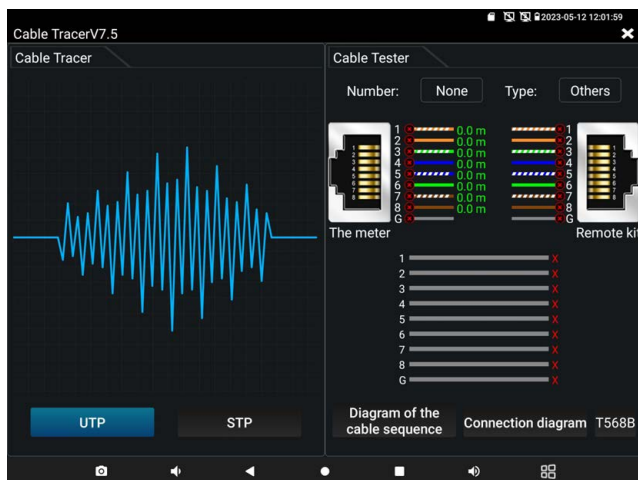 2023-05-12 12:01:59
Cable TracerV7.5
Cable Tracer
Cable Tester
Number: None Type: Others
1 0.0 m 1
2 0.0 m 2
3 0.0 m 3
4 0.0 m 4
5 0.0 m 5
6 0.0 m 6
7 0.0 m 7
8 0.0 m 8
G G
The meter
Remote kit
1 X
2 X
3 X
4 X
5 X
6 X
7 X
8 X
G X
UTP
STP
Diagram of the
cable sequence
Connection diagram
T568B